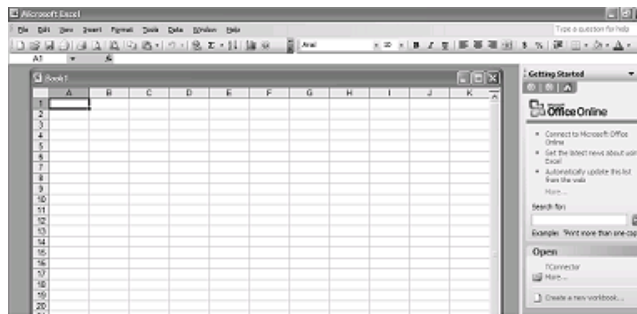 Microsoft Excel
File Edit View Insert Format Tools Data Window Help
Type a question for help
Arial 10 B I U $ %
A1 fx
Book1
A B C D E F G H I J K
1
2
3
4
5
6
7
8
9
10
11
12
13
14
15
16
17
18
19
20
Getting Started
Office Online
Connect to Microsoft Office
Online
Get the latest news about using
Excel
Automatically update this list
from the web
More...
Search for:
Example: "Print more than one cop
Open
More...
Create a new workbook...